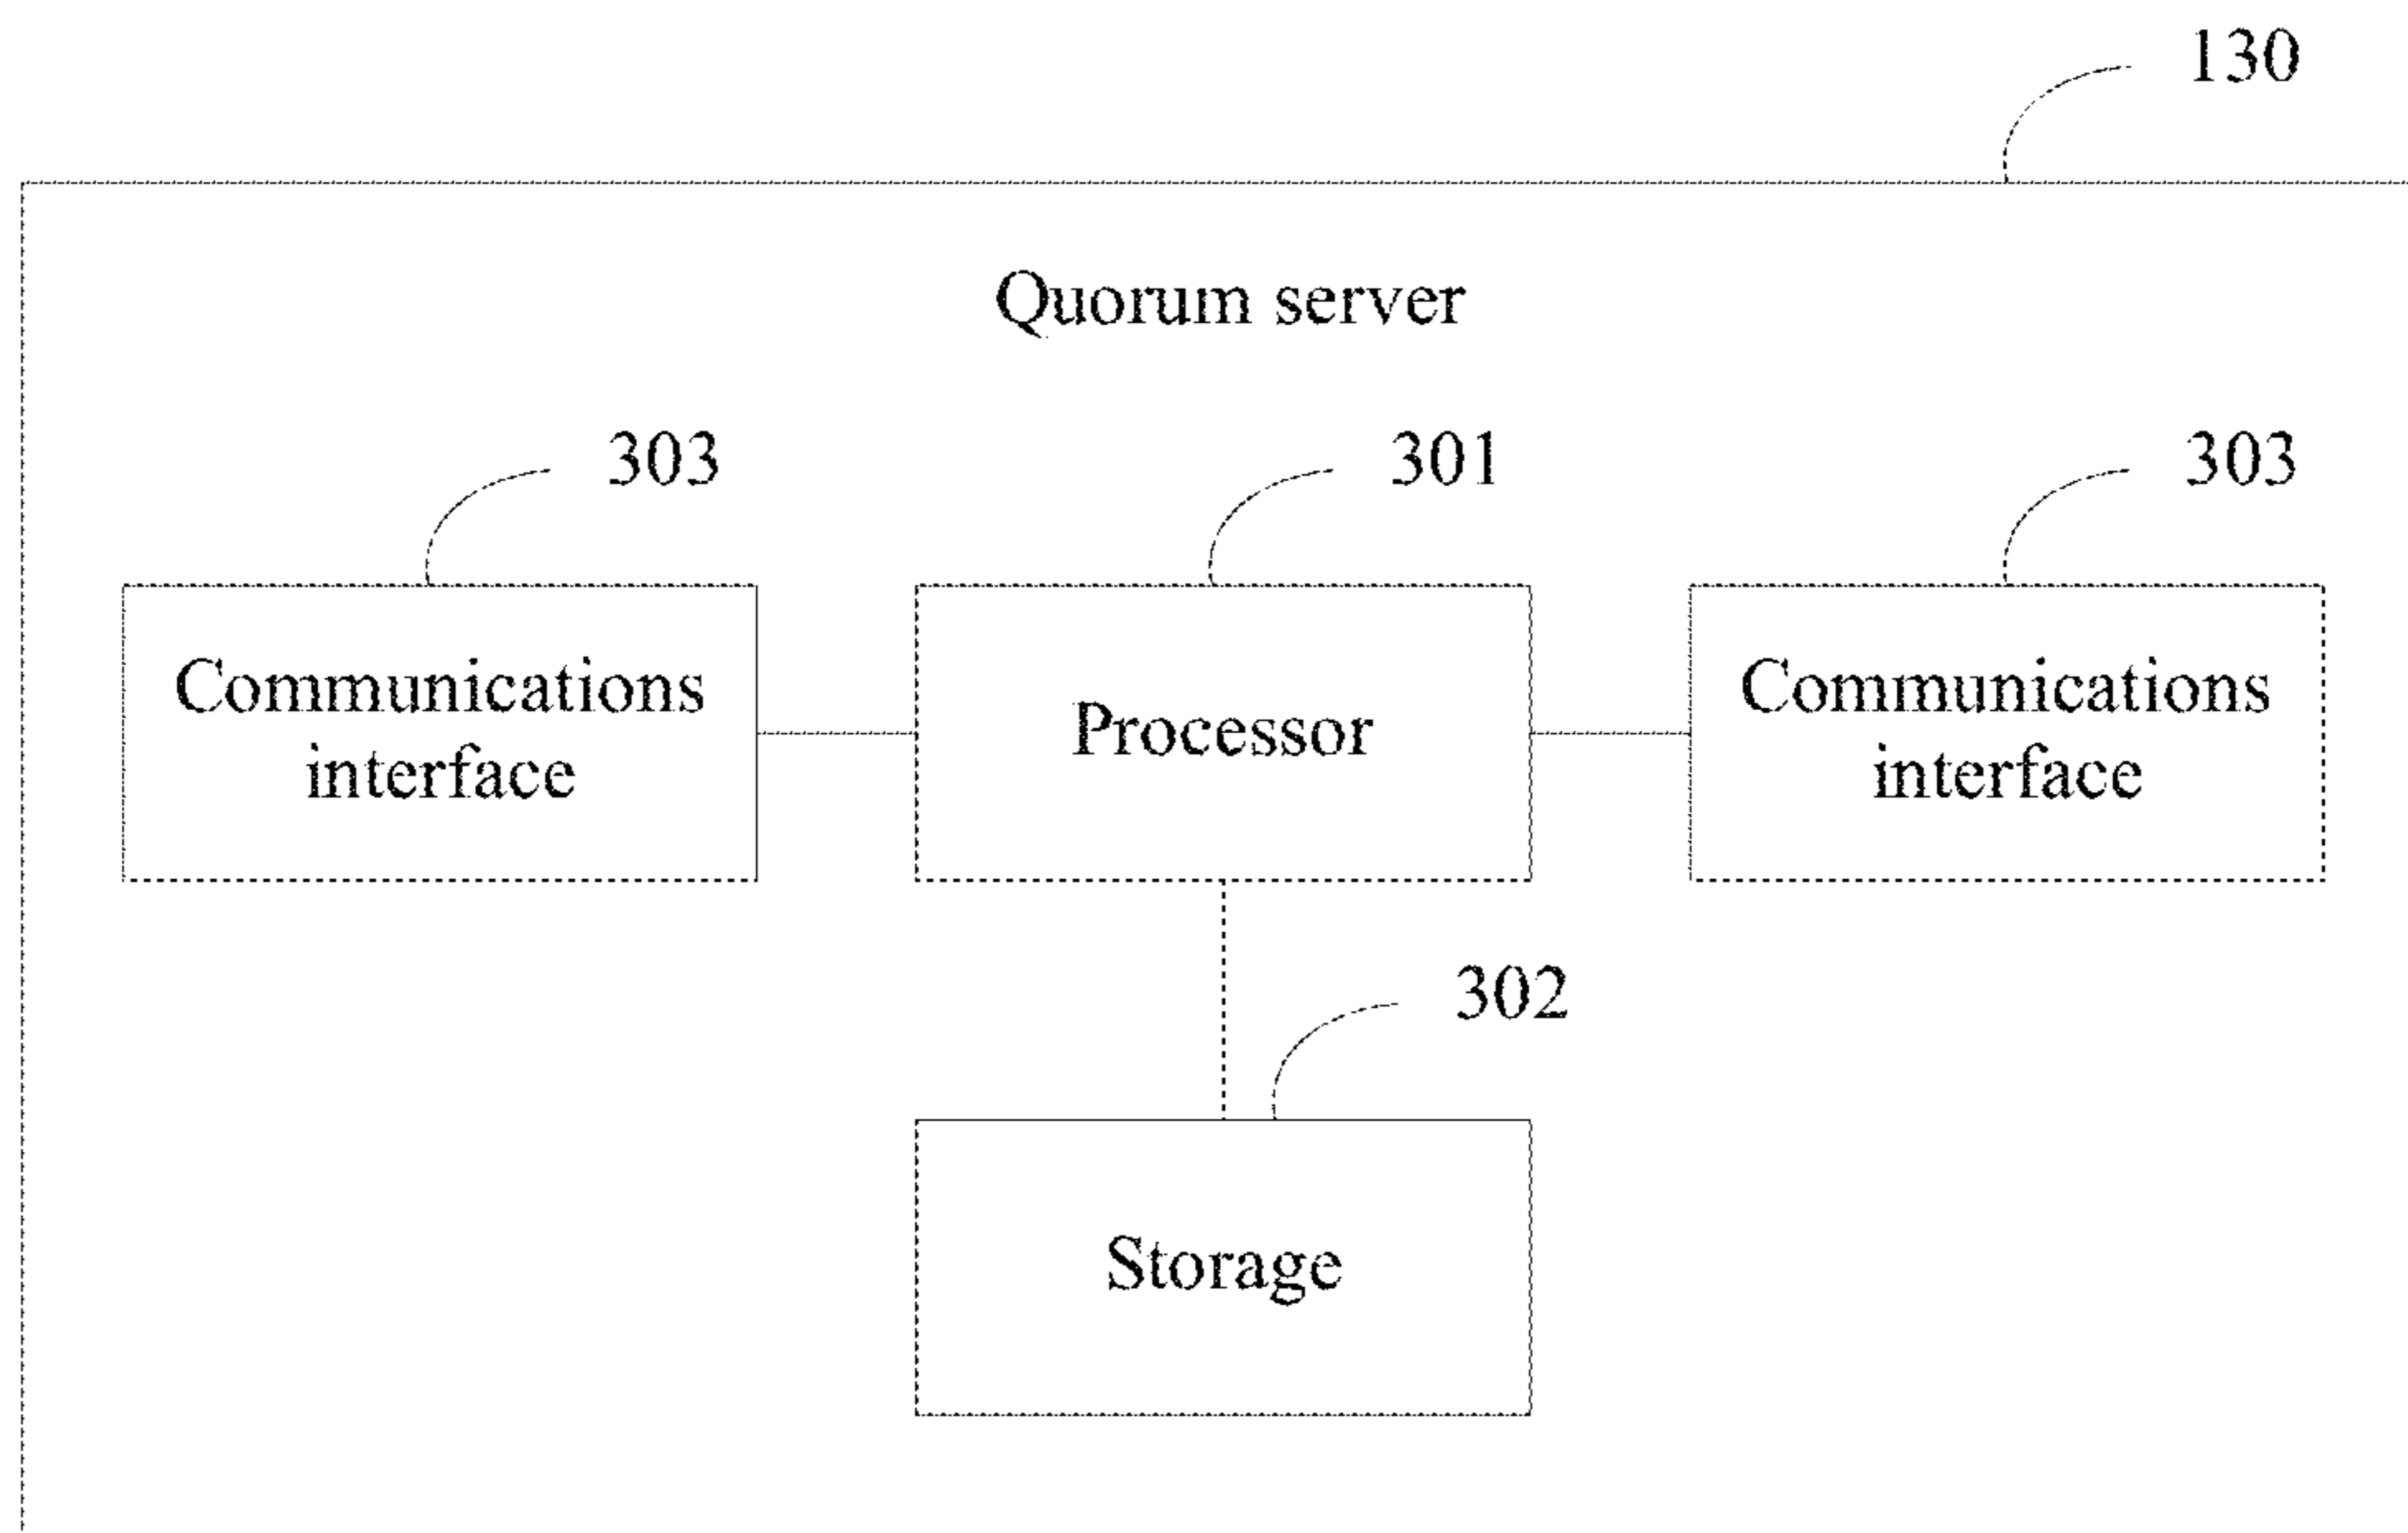 130
Quorum server
303
301
303
Communications
interface
Processor
Communications
interface
302
Storage